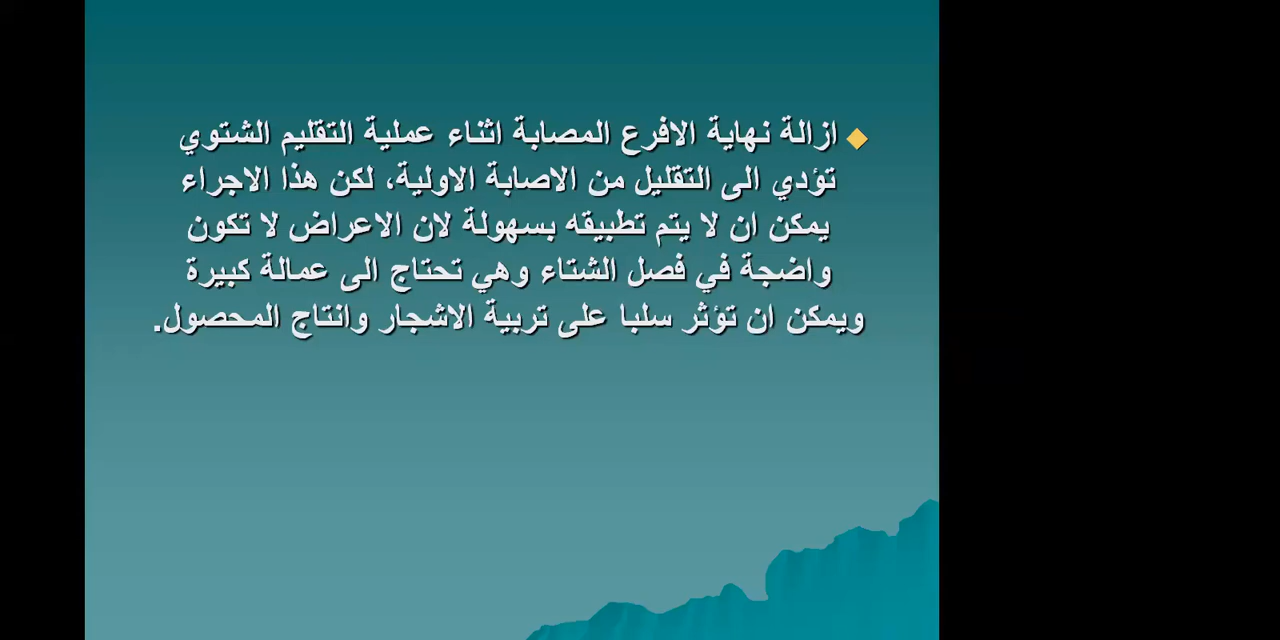 ازالة نهاية الافرع المصابة اثناء عملية التقليم الشتوي
تؤدي الى التقليل من الاصابة الاولية، لكن هذا الاجراء
يمكن ان لا يتم تطبيقه بسهولة لان الاعراض لا تكون
واضجة في فصل الشتاء وهي تحتاج الى عمالة كبيرة
ويمكن ان تؤثر سلبا على تربية الاشجار وانتاج المحصول.